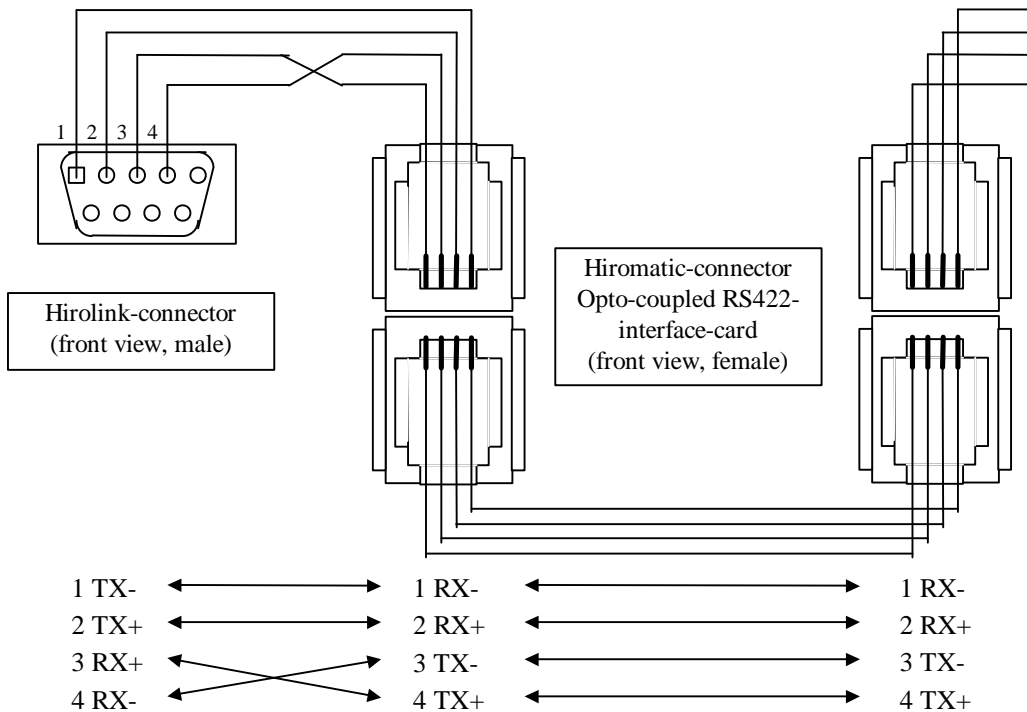 1 2 3 4
Hirolink-connector
(front view, male)
Hiromatic-connector
Opto-coupled RS422-
interface-card
(front view, female)
1 TX- 1 RX- 1 RX-
2 TX+ 2 RX+ 2 RX+
3 RX+ 3 TX- 3 TX-
4 RX- 4 TX+ 4 TX+